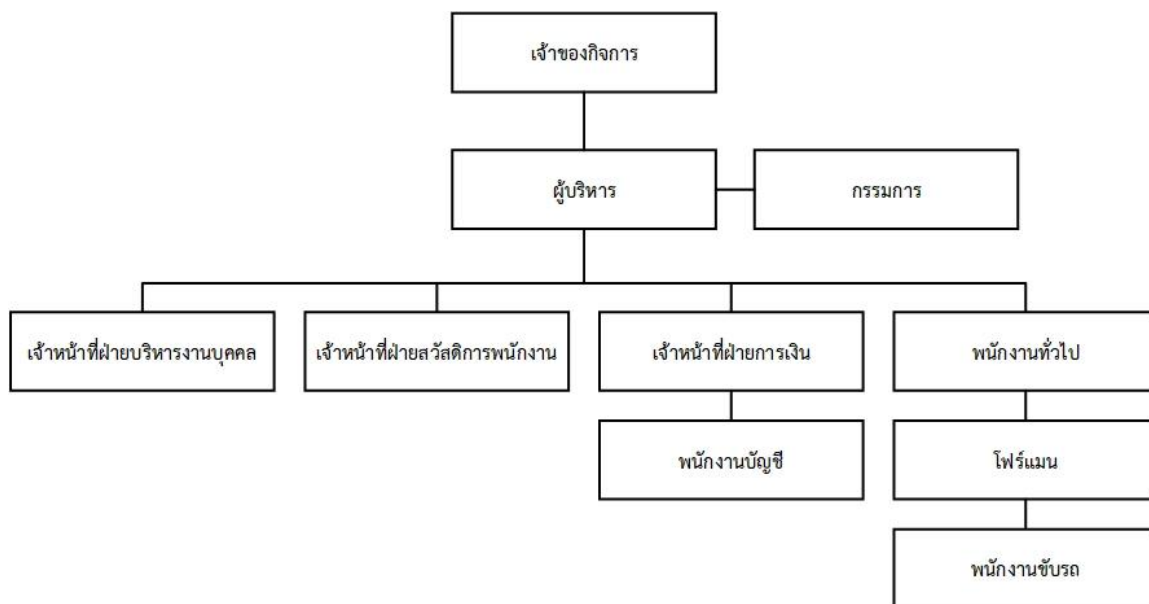 เจ้าของกิจการ
ผู้บริหาร
กรรมการ
เจ้าหน้าที่ฝ่ายบริหารงานบุคคล
เจ้าหน้าที่ฝ่ายสวัสดิการพนักงาน
เจ้าหน้าที่ฝ่ายการเงิน
พนักงานทั่วไป
พนักงานบัญชี
โฟร์แมน
พนักงานขับรถ